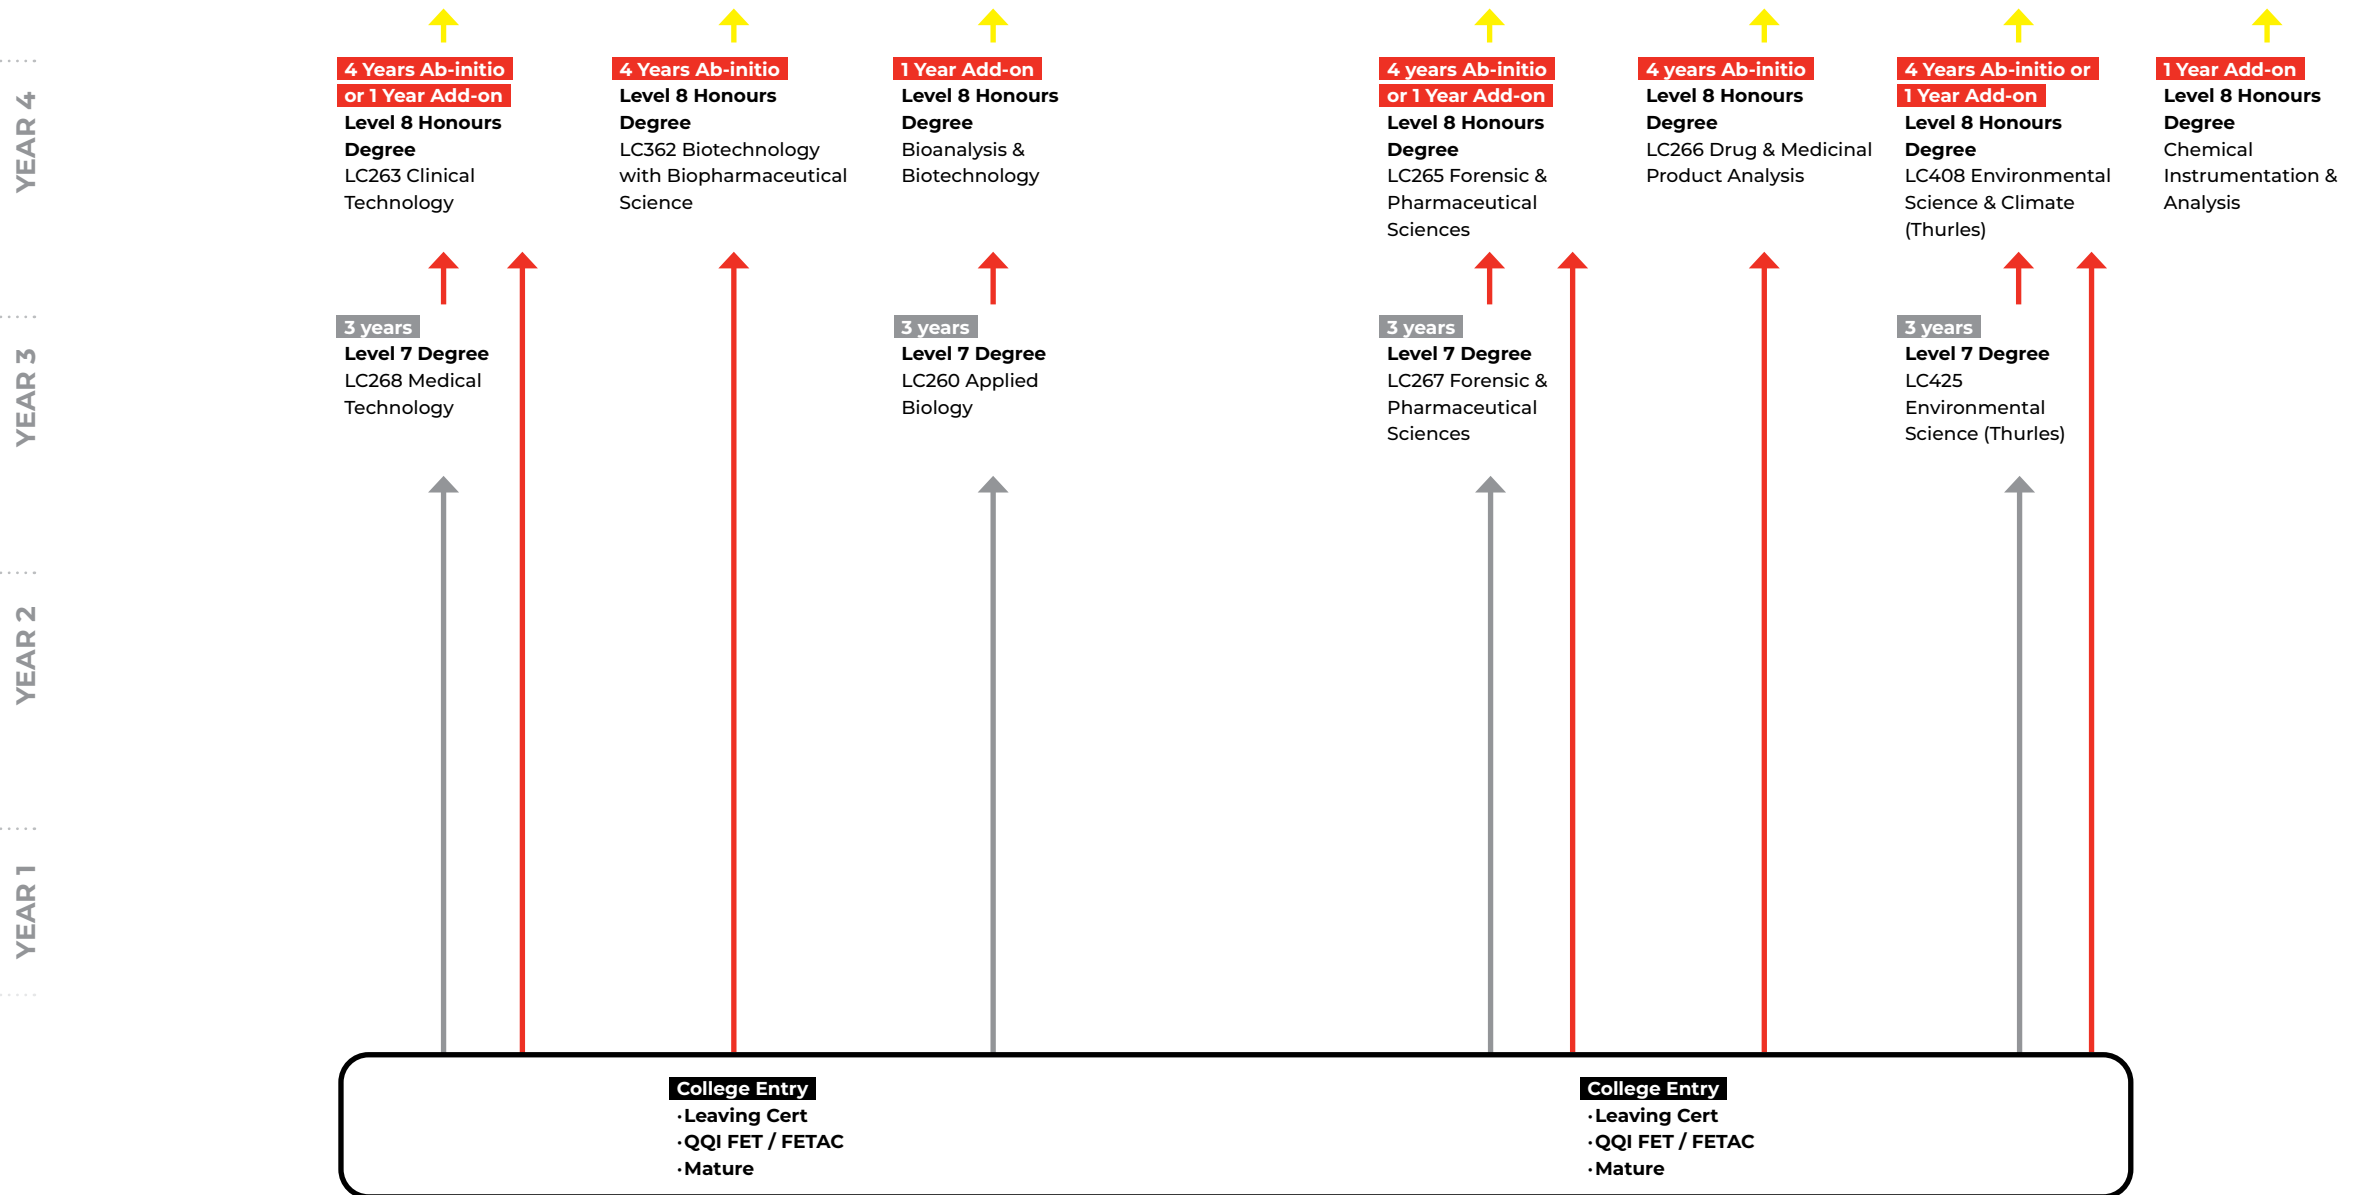 YEAR 4
4 Years Ab-initio
or 1 Year Add-on
Level 8 Honours
Degree
LC263 Clinical
Technology
4 Years Ab-initio
Level 8 Honours
Degree
LC362 Biotechnology
with Biopharmaceutical
Science
1 Year Add-on
Level 8 Honours
Degree
Bioanalysis &
Biotechnology
4 years Ab-initio
or 1 Year Add-on
Level 8 Honours
Degree
LC265 Forensic &
Pharmaceutical
Sciences
4 years Ab-initio
Level 8 Honours
Degree
LC266 Drug & Medicinal
Product Analysis
4 Years Ab-initio or
1 Year Add-on
Level 8 Honours
Degree
LC408 Environmental
Science & Climate
(Thurles)
1 Year Add-on
Level 8 Honours
Degree
Chemical
Instrumentation &
Analysis
YEAR 3
3 years
Level 7 Degree
LC268 Medical
Technology
3 years
Level 7 Degree
LC260 Applied
Biology
3 years
Level 7 Degree
LC267 Forensic &
Pharmaceutical
Sciences
3 years
Level 7 Degree
LC425
Environmental
Science (Thurles)
YEAR 2
YEAR 1
College Entry
·Leaving Cert
·QQI FET / FETAC
·Mature
College Entry
·Leaving Cert
·QQI FET / FETAC
·Mature